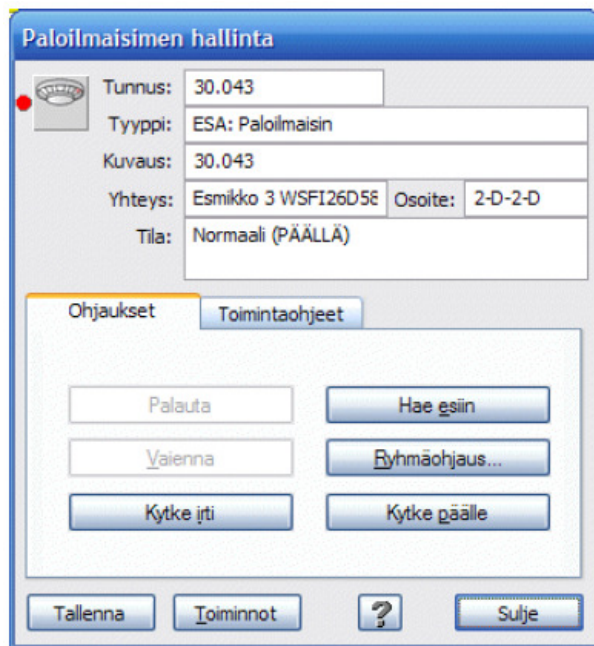 Paloilmaisimen hallinta
Tunnus: 30.043
Tyyppi: ESA: Paloilmaisin
Kuvaus: 30.043
Yhteys: Esmikko 3 WSFI26D58 Osoite: 2-D-2-D
Tila: Normaali (PÄÄLLÄ)
Ohjaukset Toimintaohjeet
Palauta Hae esiin
Vaienna Ryhmäohjaus...
Kytke irti Kytke päälle
Tallenna Toiminnot ? Sulje